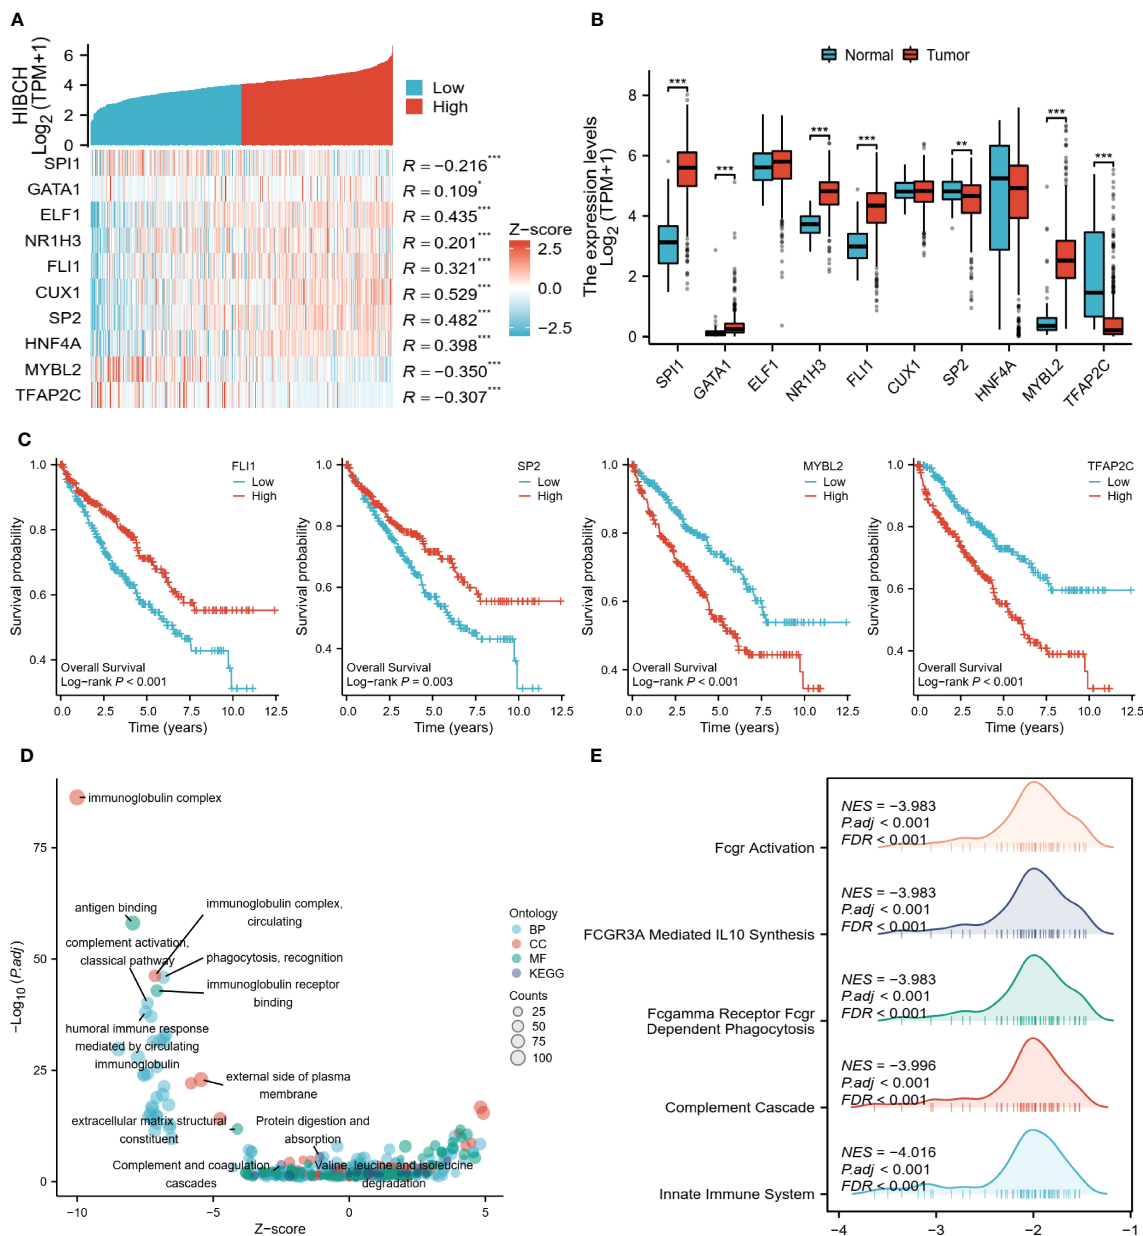 A
HIBCH
Log2 (TPM+1)
6
4
2
0
Low
High
SPI1
R = −0.216***
GATA1
R = 0.109*
ELF1
R = 0.435***
NR1H3
R = 0.201***
FLI1
R = 0.321***
CUX1
R = 0.529***
SP2
R = 0.482***
HNF4A
R = 0.398***
MYBL2
R = −0.350***
TFAP2C
R = −0.307***
Z−score
2.5
0.0
−2.5
B
Normal
Tumor
The expression levels
Log2 (TPM+1)
8
6
4
2
0
***
***
***
***
**
***
***
SPI1
GATA1
ELF1
NR1H3
FLI1
CUX1
SP2
HNF4A
MYBL2
TFAP2C
C
FLI1
Low
High
Survival probability
1.0
0.8
0.6
0.4
Overall Survival
Log−rank P < 0.001
0.0 2.5 5.0 7.5 10.0 12.5
Time (years)
SP2
Low
High
Survival probability
1.0
0.8
0.6
0.4
Overall Survival
Log−rank P = 0.003
0.0 2.5 5.0 7.5 10.0 12.5
Time (years)
MYBL2
Low
High
Survival probability
1.0
0.8
0.6
0.4
Overall Survival
Log−rank P < 0.001
0.0 2.5 5.0 7.5 10.0 12.5
Time (years)
TFAP2C
Low
High
Survival probability
1.0
0.8
0.6
0.4
Overall Survival
Log−rank P < 0.001
0.0 2.5 5.0 7.5 10.0 12.5
Time (years)
D
−Log10 (P.adj)
75
50
25
0
immunoglobulin complex
antigen binding
immunoglobulin complex,
circulating
complement activation,
classical pathway
phagocytosis, recognition
immunoglobulin receptor
binding
humoral immune response
mediated by circulating
immunoglobulin
external side of plasma
membrane
extracellular matrix structural
constituent
Protein digestion and
absorption
Complement and coagulation
cascades
Valine, leucine and isoleucine
degradation
−10 −5 0 5
Z−score
Ontology
BP
CC
MF
KEGG
Counts
25
50
75
100
E
Fcgr Activation
NES = −3.983
P.adj < 0.001
FDR < 0.001
FCGR3A Mediated IL10 Synthesis
NES = −3.983
P.adj < 0.001
FDR < 0.001
Fcgamma Receptor Fcgr
Dependent Phagocytosis
NES = −3.983
P.adj < 0.001
FDR < 0.001
Complement Cascade
NES = −3.996
P.adj < 0.001
FDR < 0.001
Innate Immune System
NES = −4.016
P.adj < 0.001
FDR < 0.001
−4 −3 −2 −1